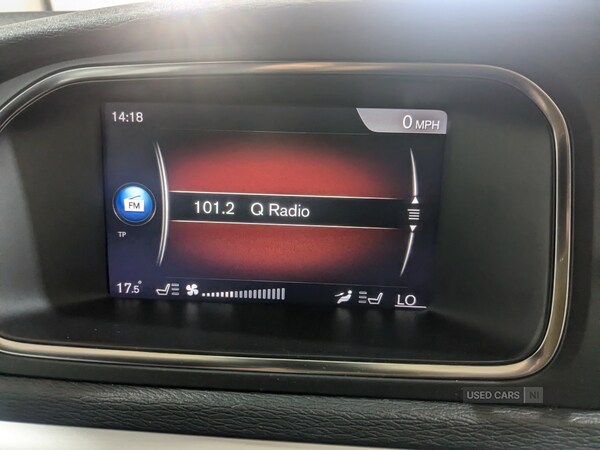 14:18
0 MPH
FM
101.2 Q Radio
TP
17.5°
LO
USED CARS NI